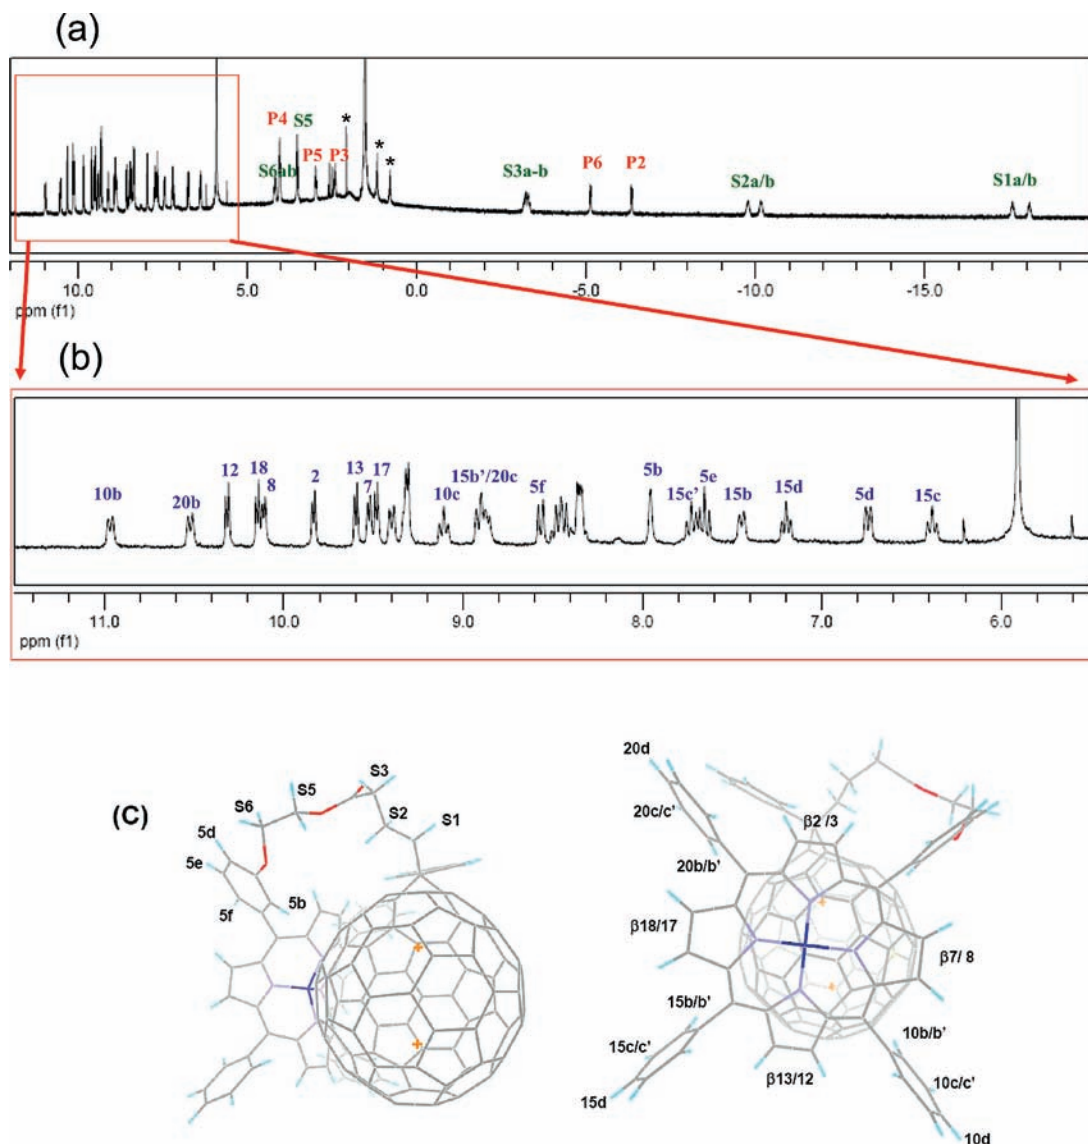 (a)
P4
S5
*
P5
P3
*
*
S6ab
S3a-b
P6
P2
S2a/b
S1a/b
10.0 5.0 0.0 -5.0 -10.0 -15.0
ppm (f1)
(b)
10b
20b
12
18
8
2
13
7
17
10c
15b'/20c
5f
5b
15c'
5e
15b
15d
5d
15c
11.0 10.0 9.0 8.0 7.0 6.0
ppm (f1)
(C)
S6
S5
S3
S2
S1
5d
5e
5f
5b
20d
20c/c'
20b/b'
β2 /3
β18/17
β7/ 8
15b/b'
10b/b'
15c/c'
10c/c'
β13/12
15d
10d